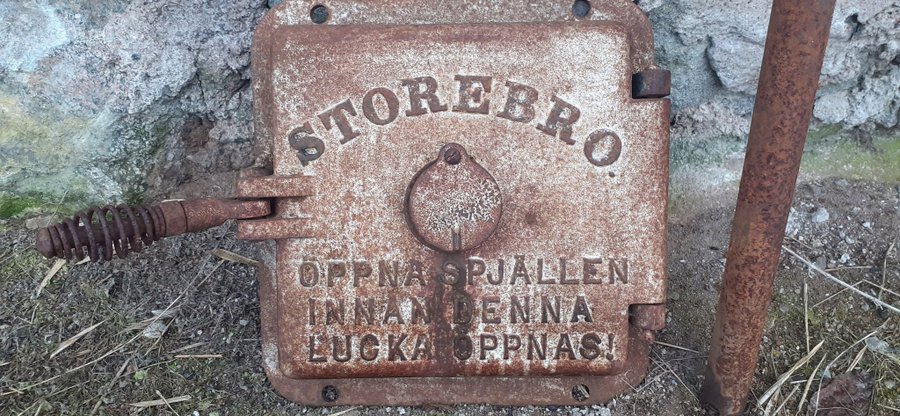 STOREBRO
ÖPPNA SPJÄLLEN
INNAN DENNA
LUCKA ÖPPNAS!